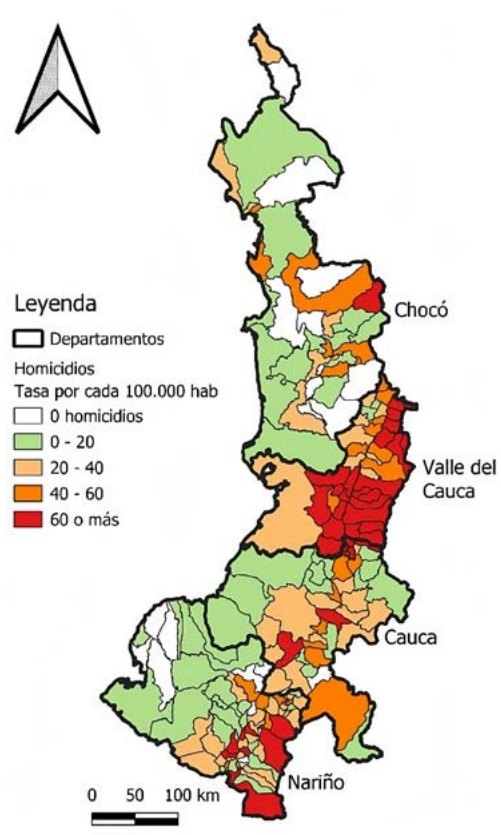 Leyenda
Departamentos
Homicidios
Tasa por cada 100.000 hab
0 homicidios
0 - 20
20 - 40
40 - 60
60 o más
Chocó
Valle del
Cauca
Cauca
Nariño
0 50 100 km